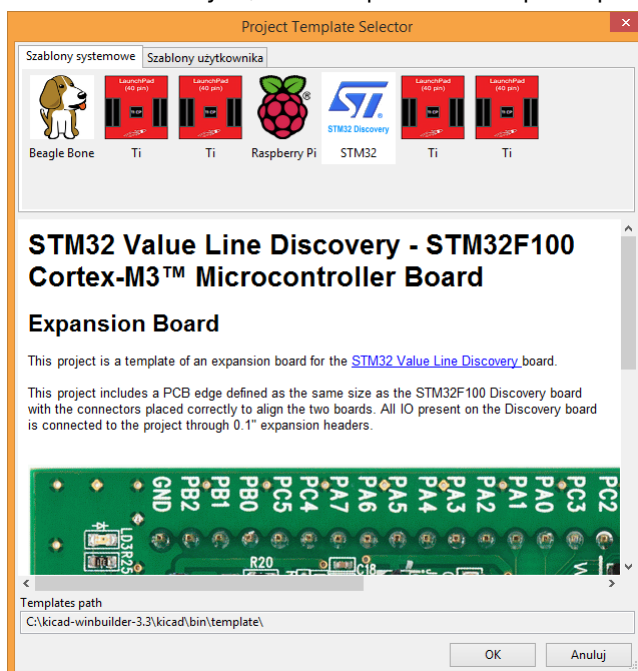 Project Template Selector
Szablony systemowe Szablony użytkownika
LaunchPad LaunchPad LaunchPad LaunchPad
(40 pin) (40 pin) (40 pin) (40 pin)
STM32 Discovery
Beagle Bone Ti Ti Raspberry Pi STM32 Ti Ti
STM32 Value Line Discovery - STM32F100
Cortex-M3™ Microcontroller Board
Expansion Board
This project is a template of an expansion board for the STM32 Value Line Discovery board.
This project includes a PCB edge defined as the same size as the STM32F100 Discovery board
with the connectors placed correctly to align the two boards. All IO present on the Discovery board
is connected to the project through 0.1" expansion headers.
GND PB2 PB1 PB0 PC5 PC4 PA7 PA6 PA5 PA4 PA3 PA2 PA1 PA0 PC3 PC2
LD3 R25
R20
C18
Templates path
C:\kicad-winbuilder-3.3\kicad\bin\template\
OK Anuluj